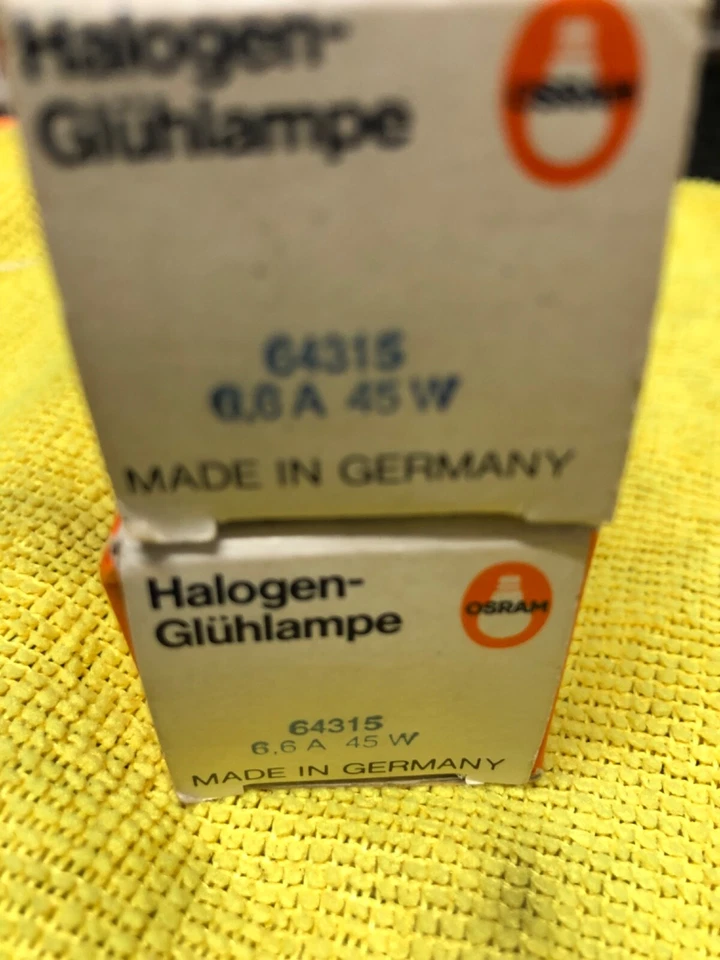 Halogen-
Glühlampe
OSRAM
64315
6,6 A 45 W
MADE IN GERMANY
Halogen-
Glühlampe
OSRAM
64315
6,6 A 45 W
MADE IN GERMANY